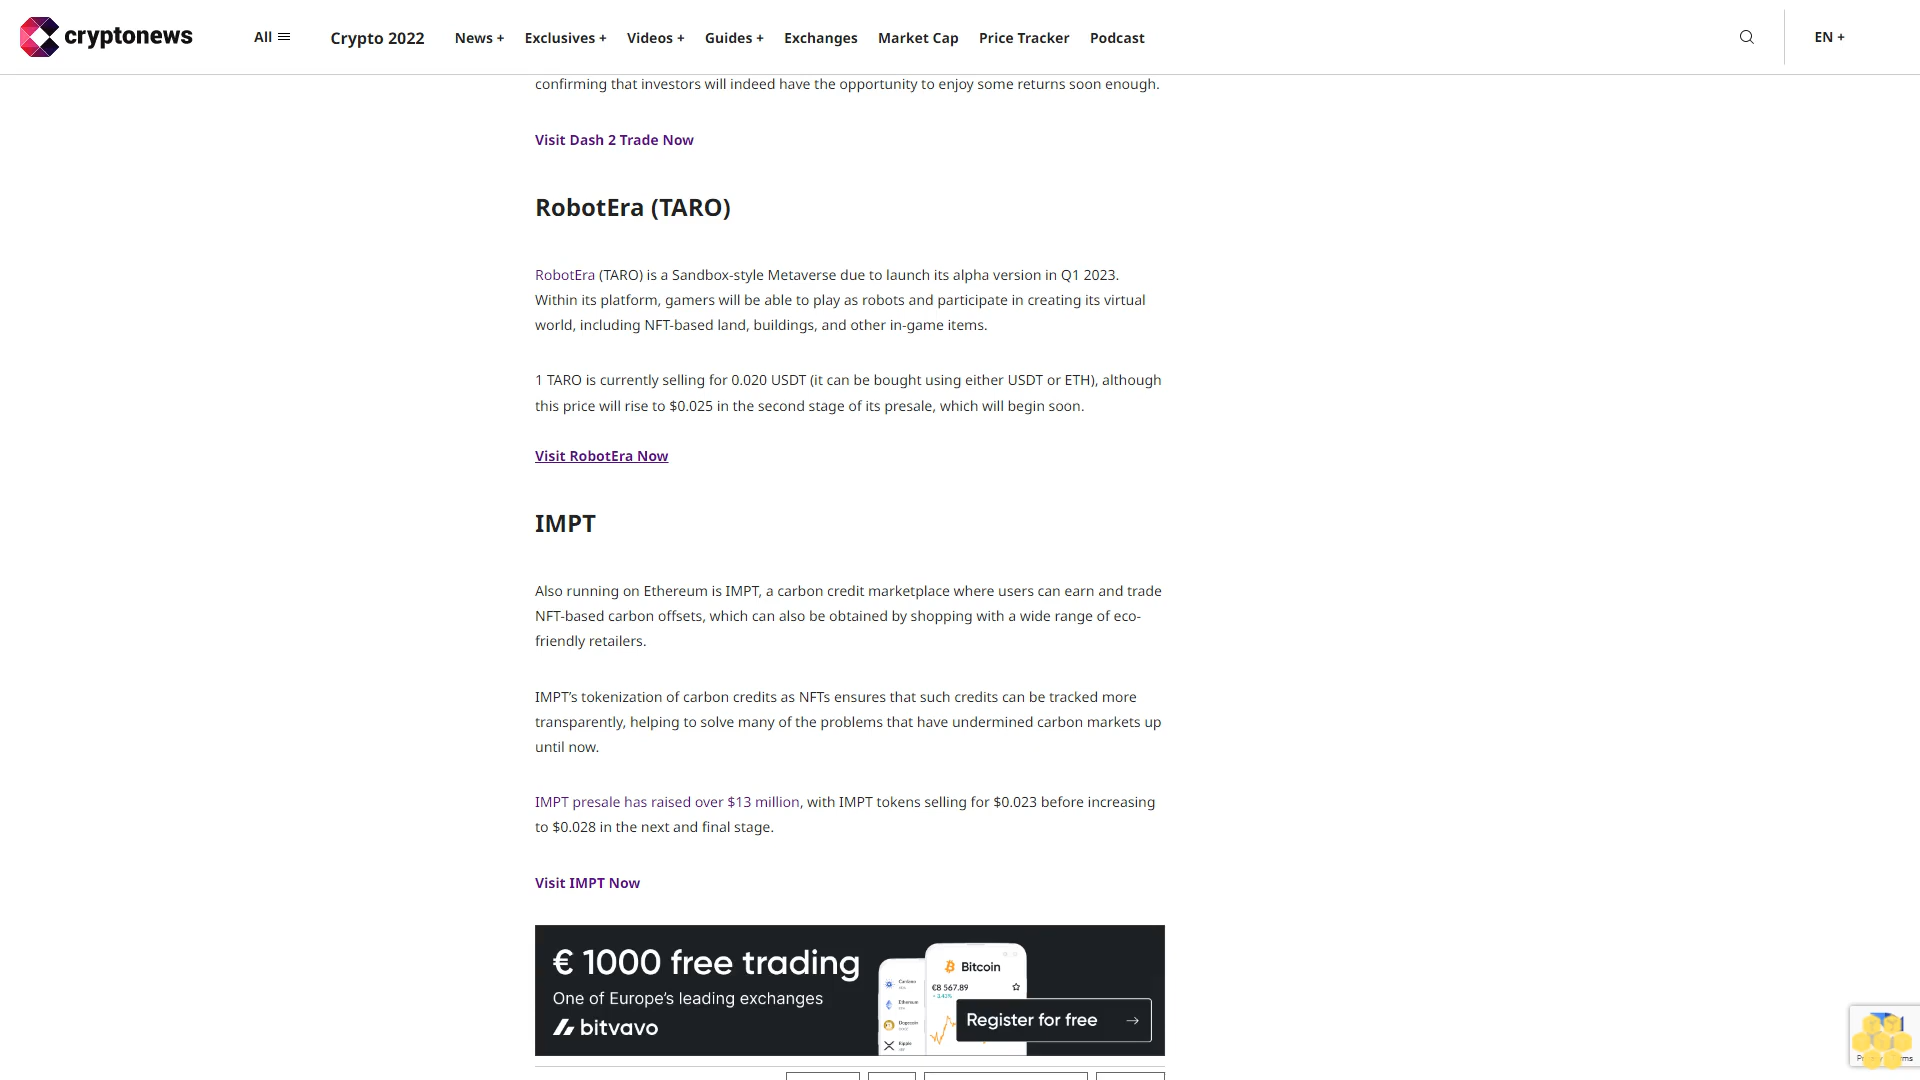 cryptonews
All
Crypto 2022
News +
Exclusives +
Videos +
Guides +
Exchanges
Market Cap
Price Tracker
Podcast
EN +
confirming that investors will indeed have the opportunity to enjoy some returns soon enough.
Visit Dash 2 Trade Now
RobotEra (TARO)
RobotEra (TARO) is a Sandbox-style Metaverse due to launch its alpha version in Q1 2023.
Within its platform, gamers will be able to play as robots and participate in creating its virtual
world, including NFT-based land, buildings, and other in-game items.
1 TARO is currently selling for 0.020 USDT (it can be bought using either USDT or ETH), although
this price will rise to $0.025 in the second stage of its presale, which will begin soon.
Visit RobotEra Now
IMPT
Also running on Ethereum is IMPT, a carbon credit marketplace where users can earn and trade
NFT-based carbon offsets, which can also be obtained by shopping with a wide range of eco-
friendly retailers.
IMPT’s tokenization of carbon credits as NFTs ensures that such credits can be tracked more
transparently, helping to solve many of the problems that have undermined carbon markets up
until now.
IMPT presale has raised over $13 million, with IMPT tokens selling for $0.023 before increasing
to $0.028 in the next and final stage.
Visit IMPT Now
€ 1000 free trading
One of Europe’s leading exchanges
bitvavo
Cardano
Ethereum
Dogecoin
Ripple
Bitcoin
€8 567.89
Register for free